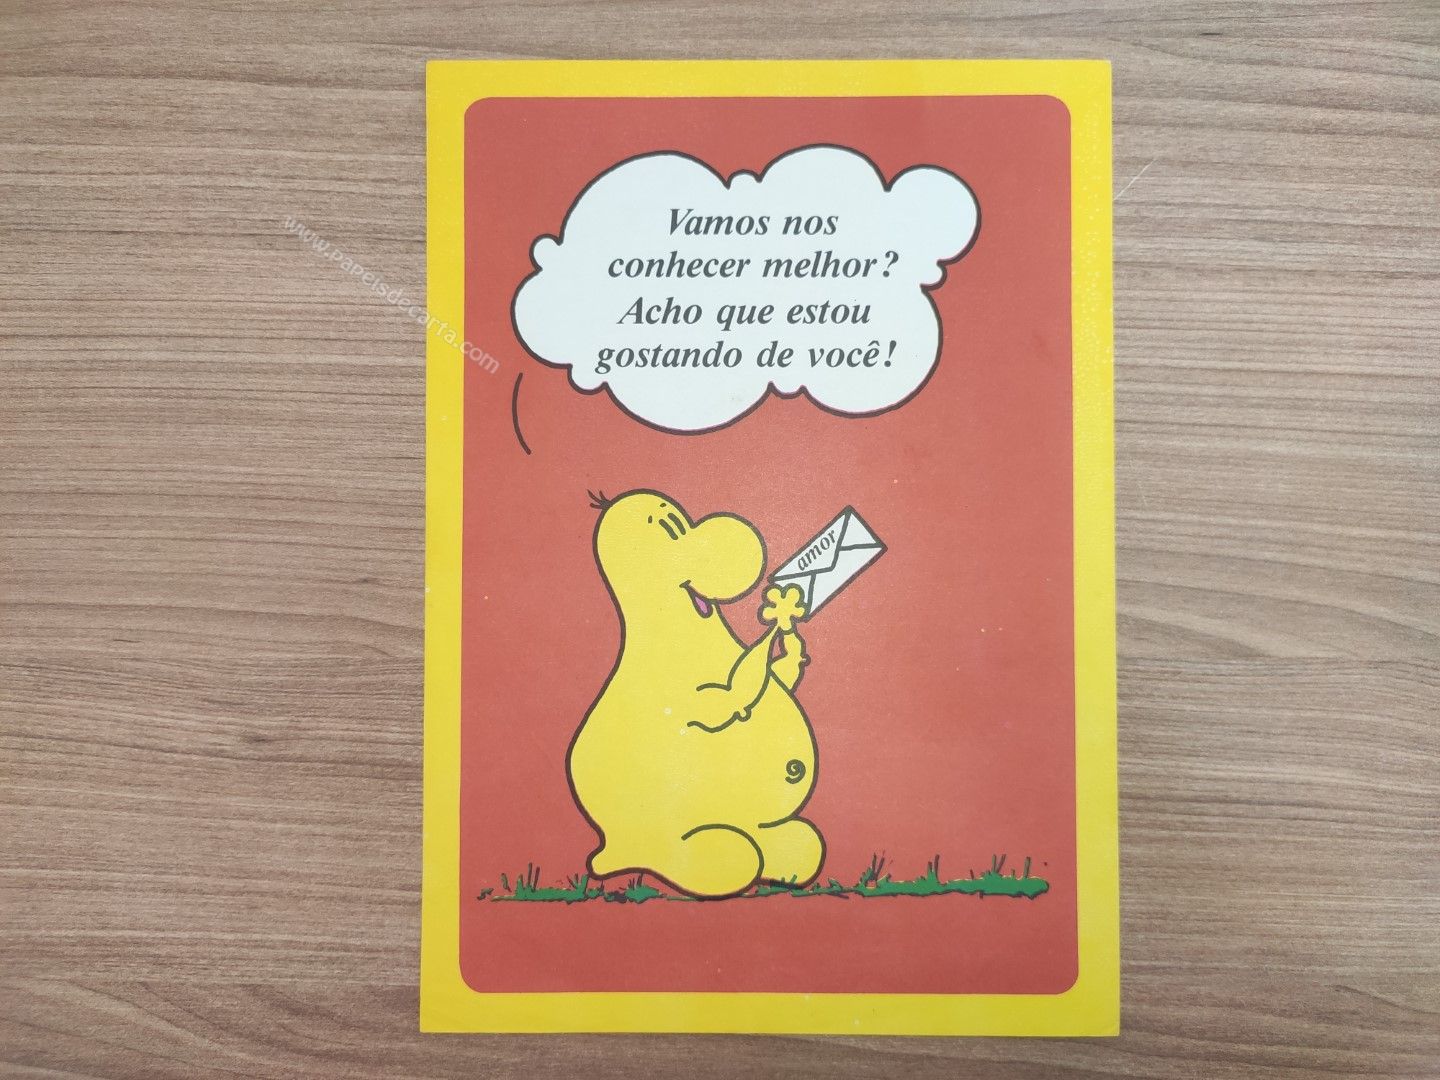 Vamos nos
conhecer melhor?
Acho que estou
gostando de você!
amor
www.papeisdecarta.com